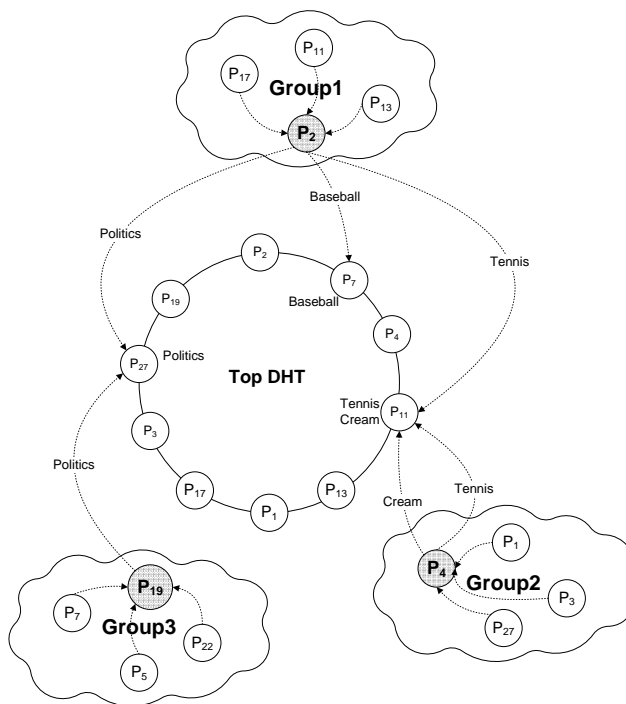 P11
P17
Group1
P13
P2
Baseball
Politics
Tennis
P2
P7
P19
Baseball
P4
P27
Politics
Top DHT
Tennis
Cream
P11
P3
Politics
P17
P13
P1
Cream
Tennis
P1
P4
Group2
P3
P27
P19
P7
Group3
P22
P5